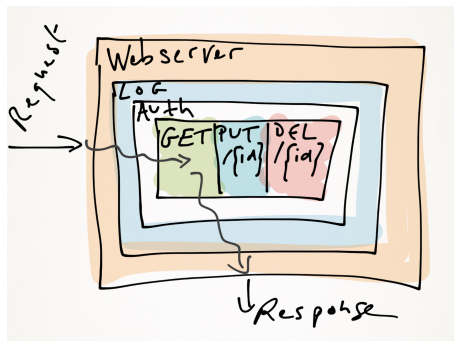 Request
Webserver
LOG
Auth
GET PUT DEL
/{id} /{id}
Response